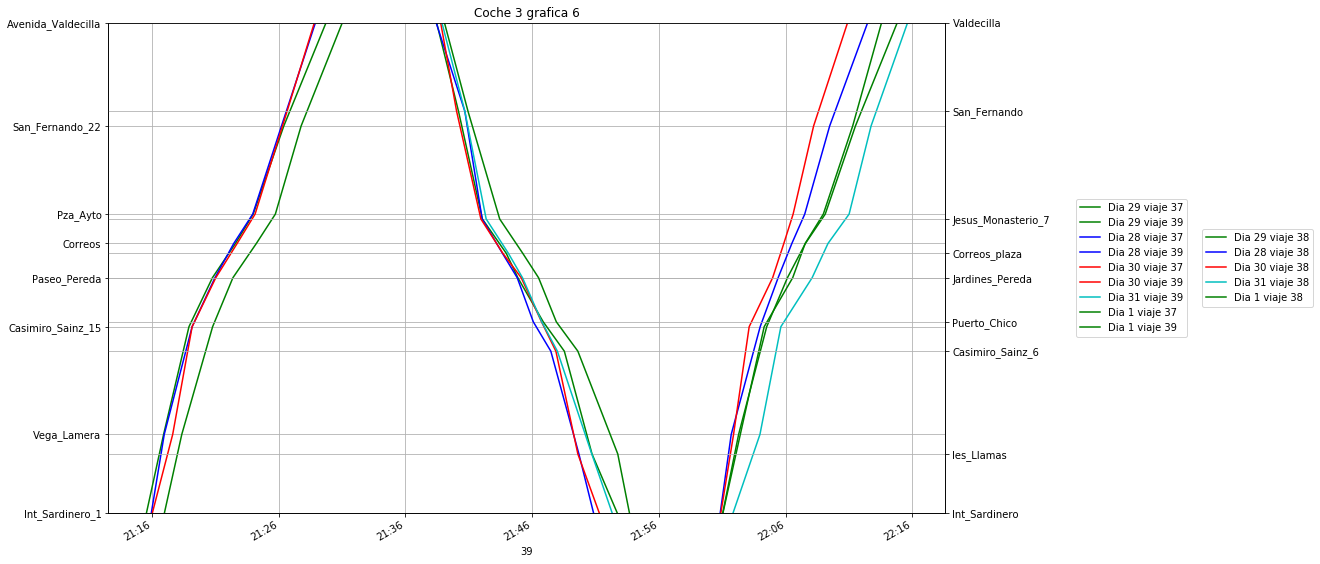 Coche 3 grafica 6
Avenida_Valdecilla
San_Fernando_22
Pza_Ayto
Correos
Paseo_Pereda
Casimiro_Sainz_15
Vega_Lamera
Int_Sardinero_1
Valdecilla
San_Fernando
Jesus_Monasterio_7
Correos_plaza
Jardines_Pereda
Puerto_Chico
Casimiro_Sainz_6
Ies_Llamas
Int_Sardinero
21:16
21:26
21:36
21:46
21:56
22:06
22:16
39
Dia 29 viaje 37
Dia 29 viaje 39
Dia 28 viaje 37
Dia 28 viaje 39
Dia 30 viaje 37
Dia 30 viaje 39
Dia 31 viaje 39
Dia 1 viaje 37
Dia 1 viaje 39
Dia 29 viaje 38
Dia 28 viaje 38
Dia 30 viaje 38
Dia 31 viaje 38
Dia 1 viaje 38